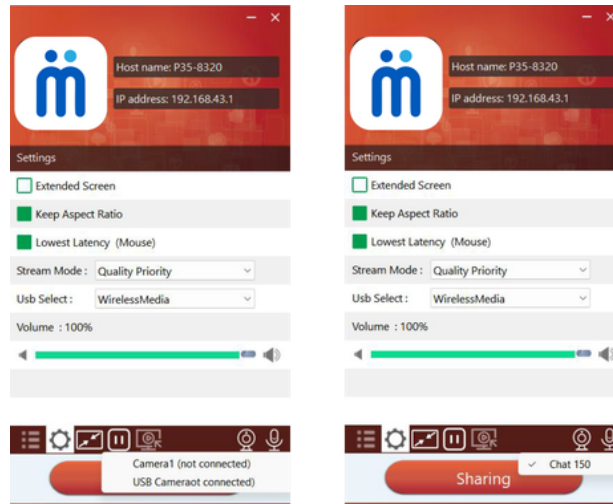 Host name: P35-8320
IP address: 192.168.43.1
Settings
Extended Screen
Keep Aspect Ratio
Lowest Latency (Mouse)
Stream Mode : Quality Priority
Usb Select : WirelessMedia
Volume : 100%
Camera1 (not connected)
USB Cameraot connected)
Host name: P35-8320
IP address: 192.168.43.1
Settings
Extended Screen
Keep Aspect Ratio
Lowest Latency (Mouse)
Stream Mode : Quality Priority
Usb Select : WirelessMedia
Volume : 100%
Chat 150
Sharing